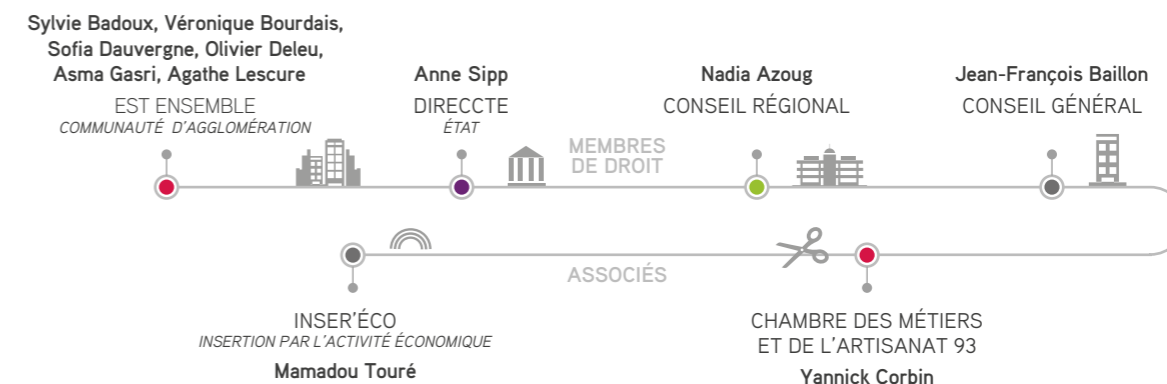 Sylvie Badoux, Véronique Bourdais,
Sofia Dauvergne, Olivier Deleu,
Asma Gasri, Agathe Lescure
EST ENSEMBLE
COMMUNAUTÉ D'AGGLOMÉRATION
Anne Sipp
DIRECCTE
ÉTAT
Nadia Azoug
CONSEIL RÉGIONAL
Jean-François Baillon
CONSEIL GÉNÉRAL
MEMBRES
DE DROIT
ASSOCIÉS
INSER'ÉCO
INSERTION PAR L'ACTIVITÉ ÉCONOMIQUE
Mamadou Touré
CHAMBRE DES MÉTIERS
ET DE L'ARTISANAT 93
Yannick Corbin